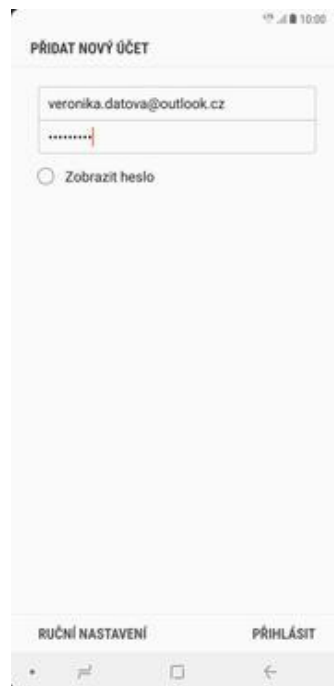 10:00
PŘIDAT NOVÝ ÚČET
veronika.datova@outlook.cz
•••••••••
Zobrazit heslo
RUČNÍ NASTAVENÍ PŘIHLÁSIT